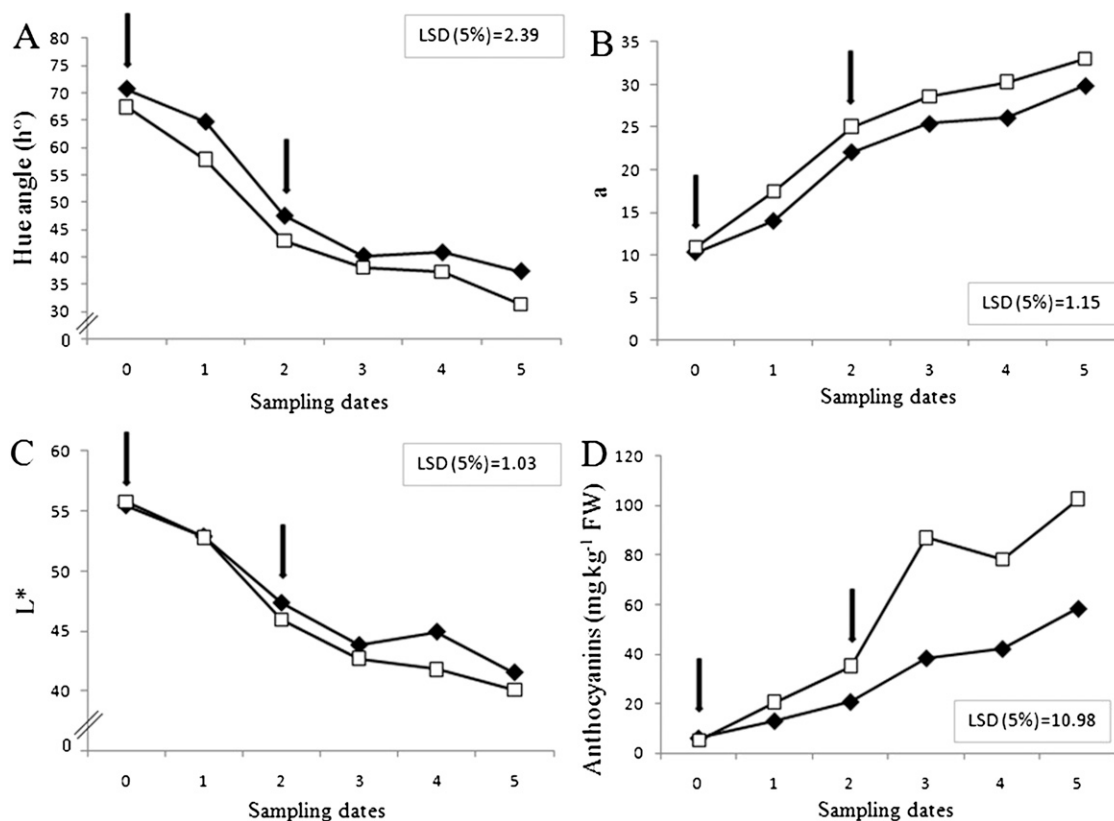 A
LSD (5%)=2.39
Hue angle (h°)
80
75
70
65
60
55
50
45
40
35
30
0
0 1 2 3 4 5
Sampling dates
B
a
35
30
25
20
15
10
5
0
LSD (5%)=1.15
0 1 2 3 4 5
Sampling dates
C
LSD (5%)=1.03
L*
60
55
50
45
40
0
0 1 2 3 4 5
Sampling dates
D
Anthocyanins (mg kg⁻¹ FW)
120
100
80
60
40
20
0
LSD (5%)=10.98
0 1 2 3 4 5
Sampling dates